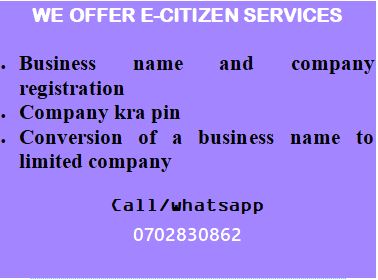 WE OFFER E-CITIZEN SERVICES
• Business name and company
registration
• Company kra pin
• Conversion of a business name to
limited company
Call/whatsapp
0702830862